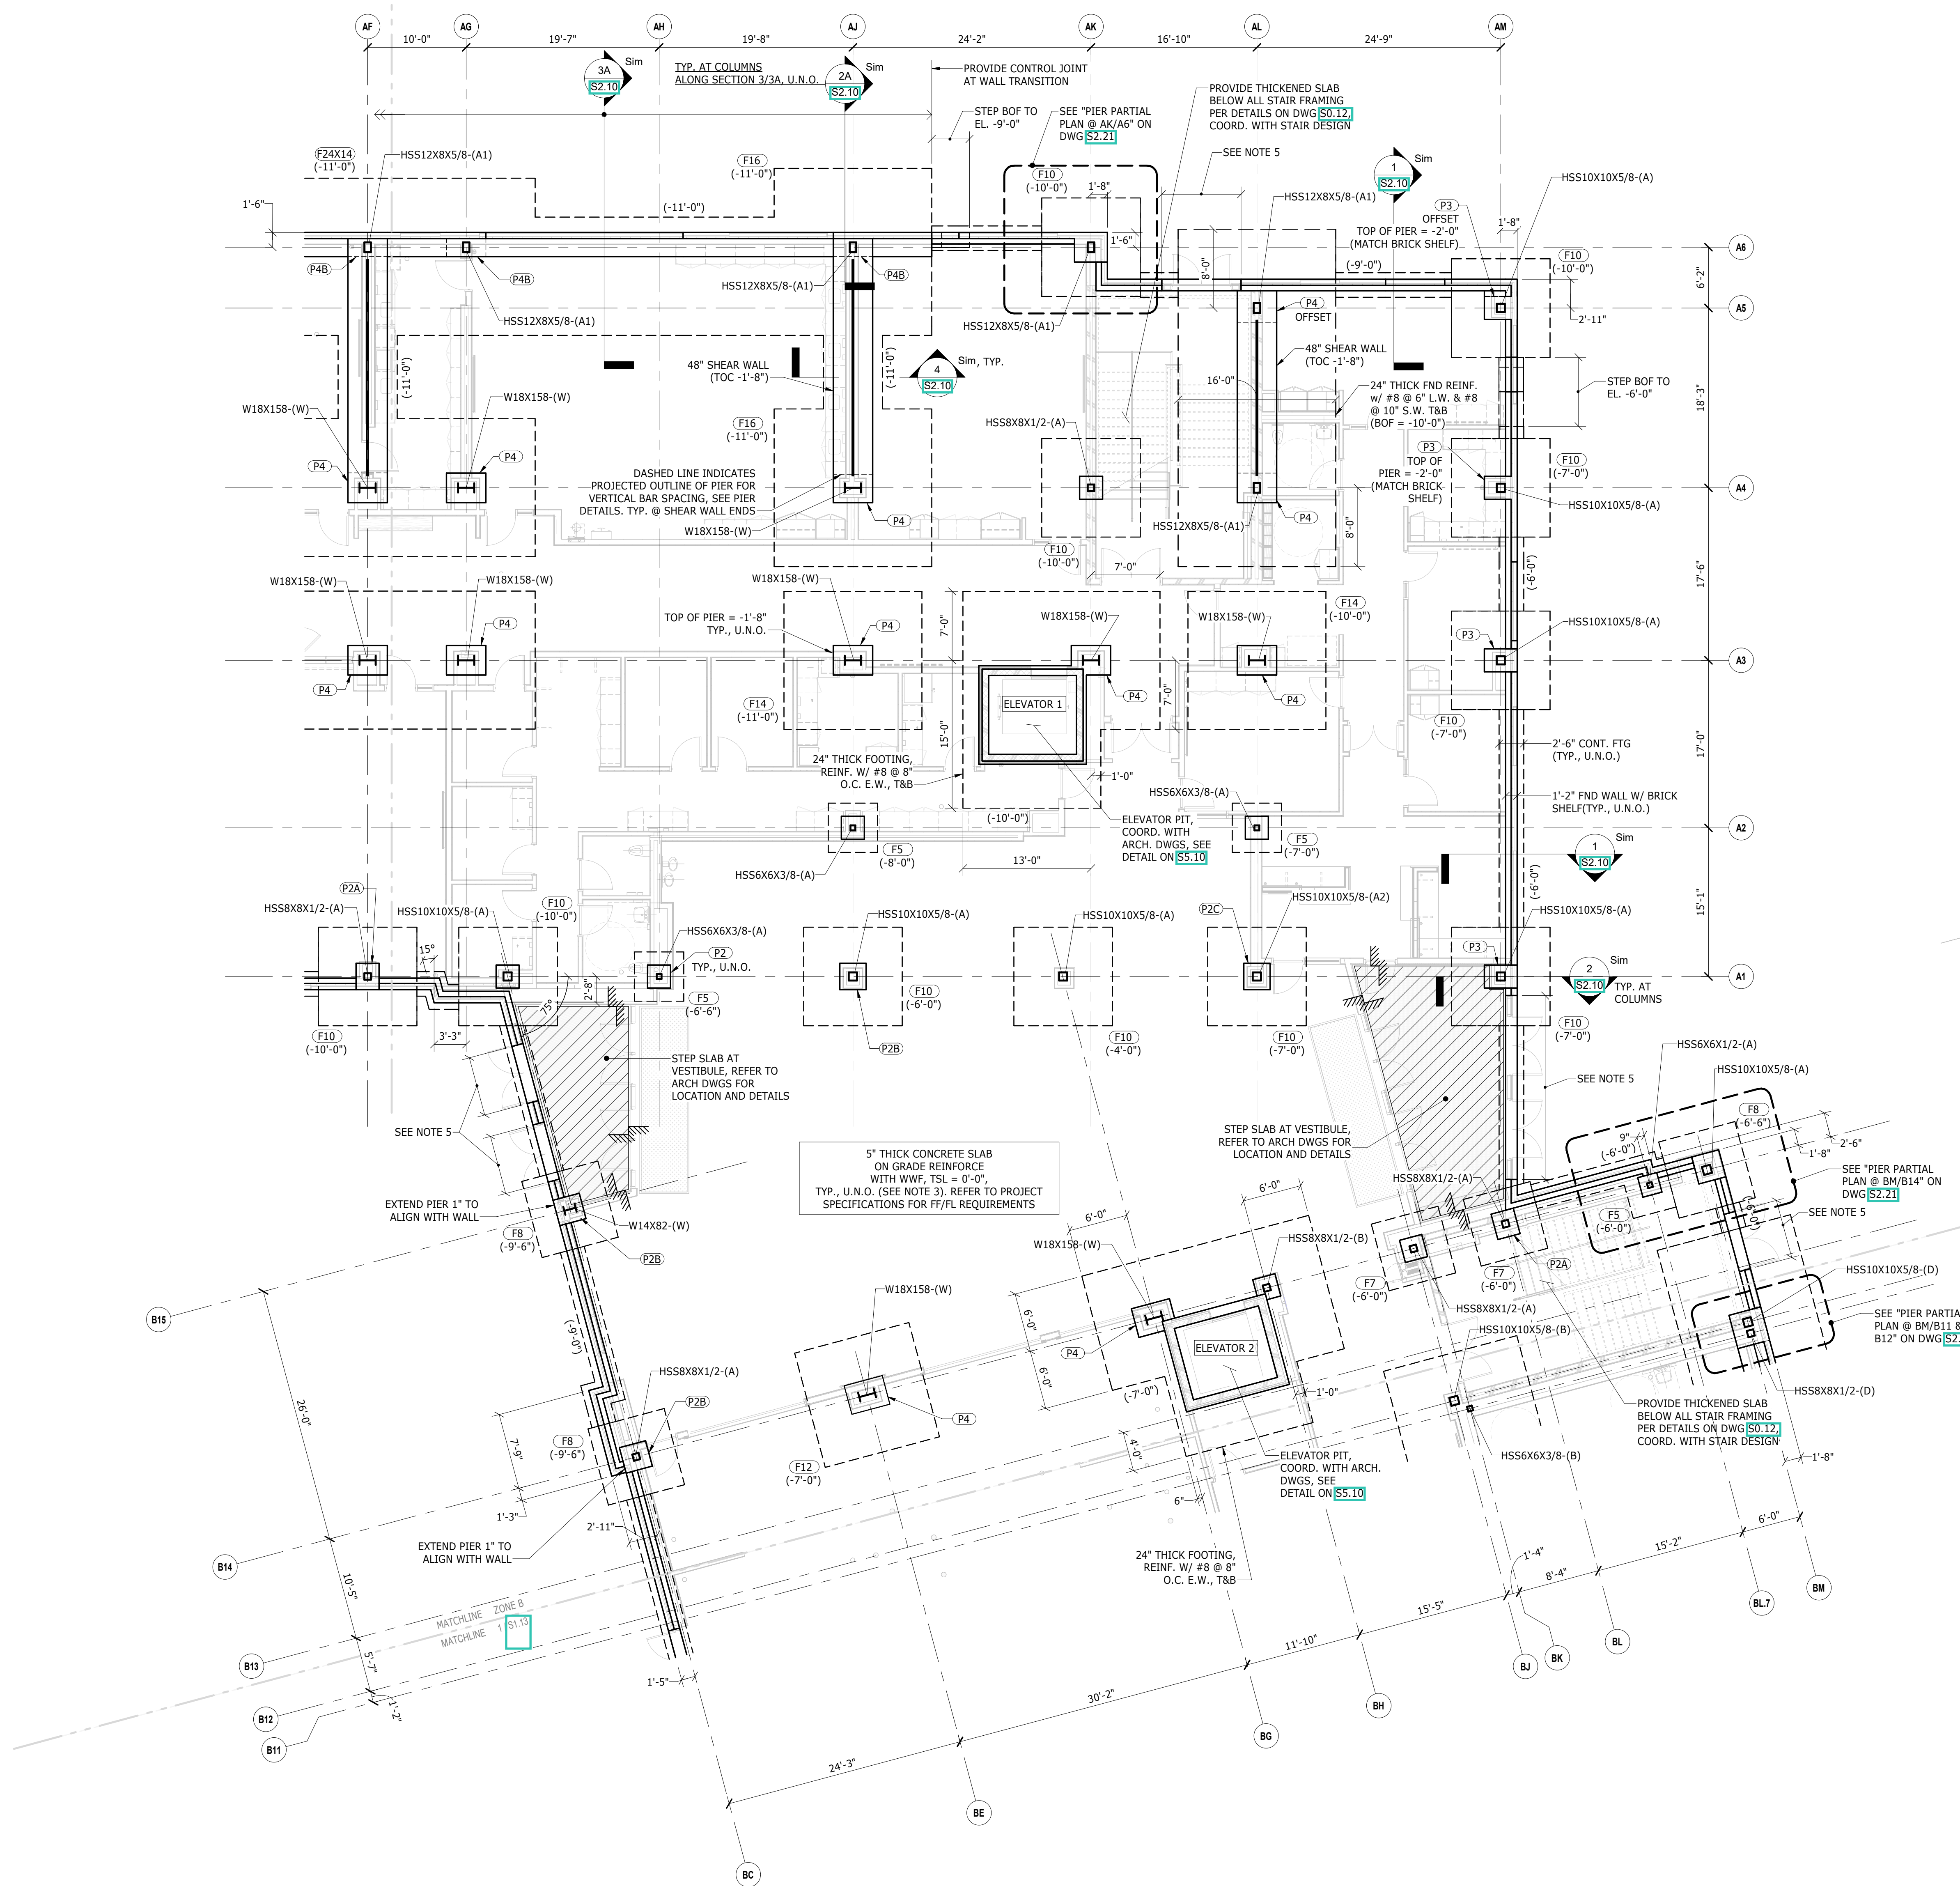 AF
AG
AH
AJ
AK
AL
AM
10'-0"
19'-7"
19'-8"
24'-2"
16'-10"
24'-9"
3A
S2.10
Sim
TYP. AT COLUMNS
ALONG SECTION 3/3A, U.N.O.
2A
S2.10
Sim
PROVIDE CONTROL JOINT
AT WALL TRANSITION
STEP BOF TO
EL. -9'-0"
SEE "PIER PARTIAL
PLAN @ AK/A6" ON
DWG S2.21
PROVIDE THICKENED SLAB
BELOW ALL STAIR FRAMING
PER DETAILS ON DWG S0.12,
COORD. WITH STAIR DESIGN
SEE NOTE 5
1
S2.10
Sim
HSS10X10X5/8-(A)
F24X14
(-11'-0")
HSS12X8X5/8-(A1)
F16
(-11'-0")
F10
(-10'-0")
1'-8"
HSS12X8X5/8-(A1)
P3
OFFSET
TOP OF PIER = -2'-0"
(MATCH BRICK SHELF)
1'-8"
1'-6"
(-11'-0")
1'-6"
8'-0"
(-9'-0")
F10
(-10'-0")
A6
6'-2"
P4B
P4B
P4B
HSS12X8X5/8-(A1)
HSS12X8X5/8-(A1)
HSS12X8X5/8-(A1)
P4
OFFSET
2'-11"
A5
(-11'-0")
48" SHEAR WALL
(TOC -1'-8")
(-11'-0")
4
S2.10
Sim, TYP.
48" SHEAR WALL
(TOC -1'-8")
16'-0"
24" THICK FND REINF.
w/ #8 @ 6" L.W. & #8
@ 10" S.W. T&B
(BOF = -10'-0")
STEP BOF TO
EL. -6'-0"
18'-3"
W18X158-(W)
W18X158-(W)
F16
(-11'-0")
HSS8X8X1/2-(A)
P3
TOP OF
PIER = -2'-0"
(MATCH BRICK
SHELF)
F10
(-7'-0")
P4
P4
DASHED LINE INDICATES
PROJECTED OUTLINE OF PIER FOR
VERTICAL BAR SPACING, SEE PIER
DETAILS. TYP. @ SHEAR WALL ENDS
W18X158-(W)
P4
HSS12X8X5/8-(A1)
P4
8'-0"
HSS10X10X5/8-(A)
A4
F10
(-10'-0")
7'-0"
17'-6"
(-6'-0")
W18X158-(W)
W18X158-(W)
W18X158-(W)
P4
TOP OF PIER = -1'-8"
TYP., U.N.O.
P4
7'-0"
W18X158-(W)
W18X158-(W)
F14
(-10'-0")
P3
HSS10X10X5/8-(A)
A3
P4
P4
P4
7'-0"
ELEVATOR 1
F14
(-11'-0")
15'-0"
F10
(-7'-0")
17'-0"
24" THICK FOOTING,
REINF. W/ #8 @ 8"
O.C. E.W., T&B
1'-0"
2'-6" CONT. FTG
(TYP., U.N.O.)
HSS6X6X3/8-(A)
1'-2" FND WALL W/ BRICK
SHELF(TYP., U.N.O.)
(-10'-0")
ELEVATOR PIT,
COORD. WITH
ARCH. DWGS, SEE
DETAIL ON S5.10
A2
F5
(-8'-0")
F5
(-7'-0")
13'-0"
HSS6X6X3/8-(A)
1
S2.10
Sim
(-6'-0")
15'-1"
P2A
HSS8X8X1/2-(A)
HSS10X10X5/8-(A)
F10
(-10'-0")
HSS6X6X3/8-(A)
P2
TYP., U.N.O.
HSS10X10X5/8-(A)
HSS10X10X5/8-(A)
P2C
HSS10X10X5/8-(A2)
HSS10X10X5/8-(A)
P3
15°
75°
2'-8"
2
S2.10
Sim
TYP. AT
COLUMNS
A1
F5
(-6'-6")
F10
(-6'-0")
F10
(-10'-0")
3'-3"
P2B
F10
(-4'-0")
F10
(-7'-0")
F10
(-7'-0")
STEP SLAB AT
VESTIBULE, REFER TO
ARCH DWGS FOR
LOCATION AND DETAILS
HSS6X6X1/2-(A)
HSS10X10X5/8-(A)
SEE NOTE 5
SEE NOTE 5
5" THICK CONCRETE SLAB
ON GRADE REINFORCE
WITH WWF, TSL = 0'-0",
TYP., U.N.O. (SEE NOTE 3). REFER TO PROJECT
SPECIFICATIONS FOR FF/FL REQUIREMENTS
STEP SLAB AT VESTIBULE,
REFER TO ARCH DWGS FOR
LOCATION AND DETAILS
F8
(-6'-6")
9"
(-6'-0")
2'-6"
1'-8"
SEE "PIER PARTIAL
PLAN @ BM/B14" ON
DWG S2.21
HSS8X8X1/2-(A)
6'-0"
EXTEND PIER 1" TO
ALIGN WITH WALL
W14X82-(W)
F8
(-9'-6")
P2B
6'-0"
W18X158-(W)
HSS8X8X1/2-(B)
F5
(-6'-0")
(-6'-0")
SEE NOTE 5
F7
(-6'-0")
F7
(-6'-0")
P2A
HSS10X10X5/8-(D)
B15
W18X158-(W)
6'-0"
HSS8X8X1/2-(A)
HSS10X10X5/8-(B)
SEE "PIER PARTIA
PLAN @ BM/B11 &
B12" ON DWG S2.
(-9'-0")
P4
ELEVATOR 2
6'-0"
(-7'-0")
1'-0"
HSS8X8X1/2-(A)
P2B
P4
HSS8X8X1/2-(D)
26'-0"
7'-9"
F8
(-9'-6")
F12
(-7'-0")
4'-0"
PROVIDE THICKENED SLAB
BELOW ALL STAIR FRAMING
PER DETAILS ON DWG S0.12,
COORD. WITH STAIR DESIGN
ELEVATOR PIT,
COORD. WITH ARCH.
DWGS, SEE
DETAIL ON S5.10
HSS6X6X3/8-(B)
1'-8"
1'-3"
6"
2'-11"
6'-0"
EXTEND PIER 1" TO
ALIGN WITH WALL
24" THICK FOOTING,
REINF. W/ #8 @ 8"
O.C. E.W., T&B
1'-4"
15'-2"
8'-4"
B14
10'-5"
MATCHLINE ZONE B
MATCHLINE 1 / S1.13
15'-5"
BM
BL.7
BL
B13
5'-7"
11'-10"
BK
BJ
1'-5"
30'-2"
BH
B12
1'-2"
B11
BG
24'-3"
BE
BC